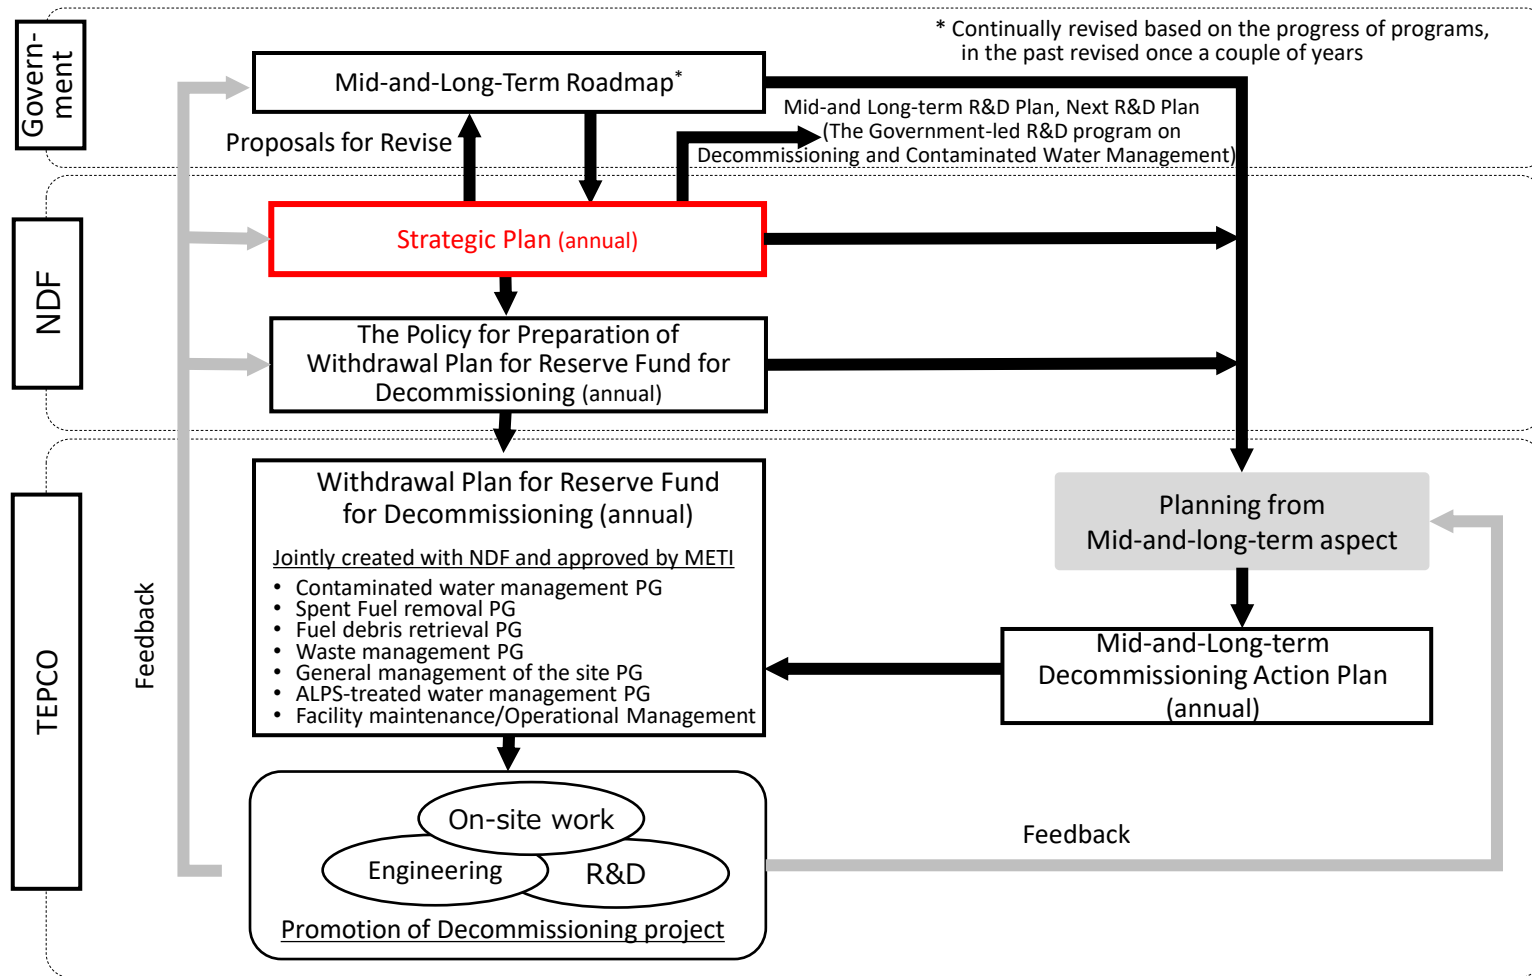 Govern-
ment
* Continually revised based on the progress of programs,
in the past revised once a couple of years
Mid-and-Long-Term Roadmap*
Mid-and Long-term R&D Plan, Next R&D Plan
(The Government-led R&D program on
Decommissioning and Contaminated Water Management)
Proposals for Revise
NDF
Strategic Plan (annual)
The Policy for Preparation of
Withdrawal Plan for Reserve Fund for
Decommissioning (annual)
TEPCO
Feedback
Withdrawal Plan for Reserve Fund
for Decommissioning (annual)
Jointly created with NDF and approved by METI
• Contaminated water management PG
• Spent Fuel removal PG
• Fuel debris retrieval PG
• Waste management PG
• General management of the site PG
• ALPS-treated water management PG
• Facility maintenance/Operational Management
Planning from
Mid-and-long-term aspect
Mid-and-Long-term
Decommissioning Action Plan
(annual)
On-site work
Engineering
R&D
Promotion of Decommissioning project
Feedback